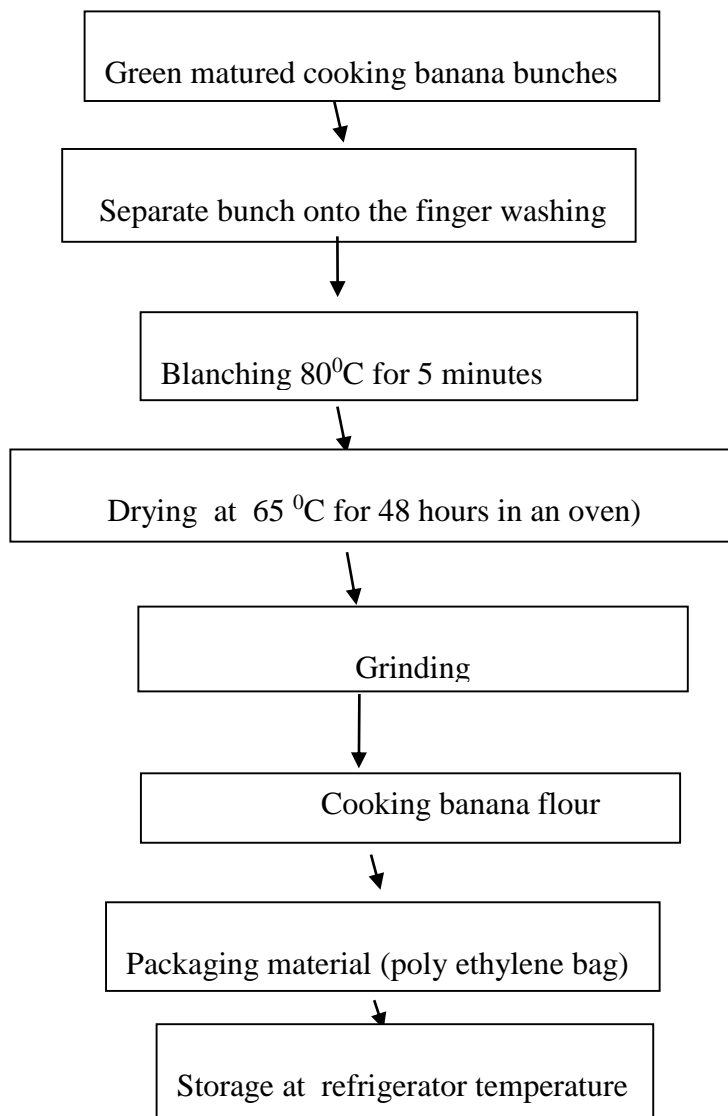 Green matured cooking banana bunches
Separate bunch onto the finger washing
Blanching 80⁰C for 5 minutes
Drying at 65 ⁰C for 48 hours in an oven)
Grinding
Cooking banana flour
Packaging material (poly ethylene bag)
Storage at refrigerator temperature